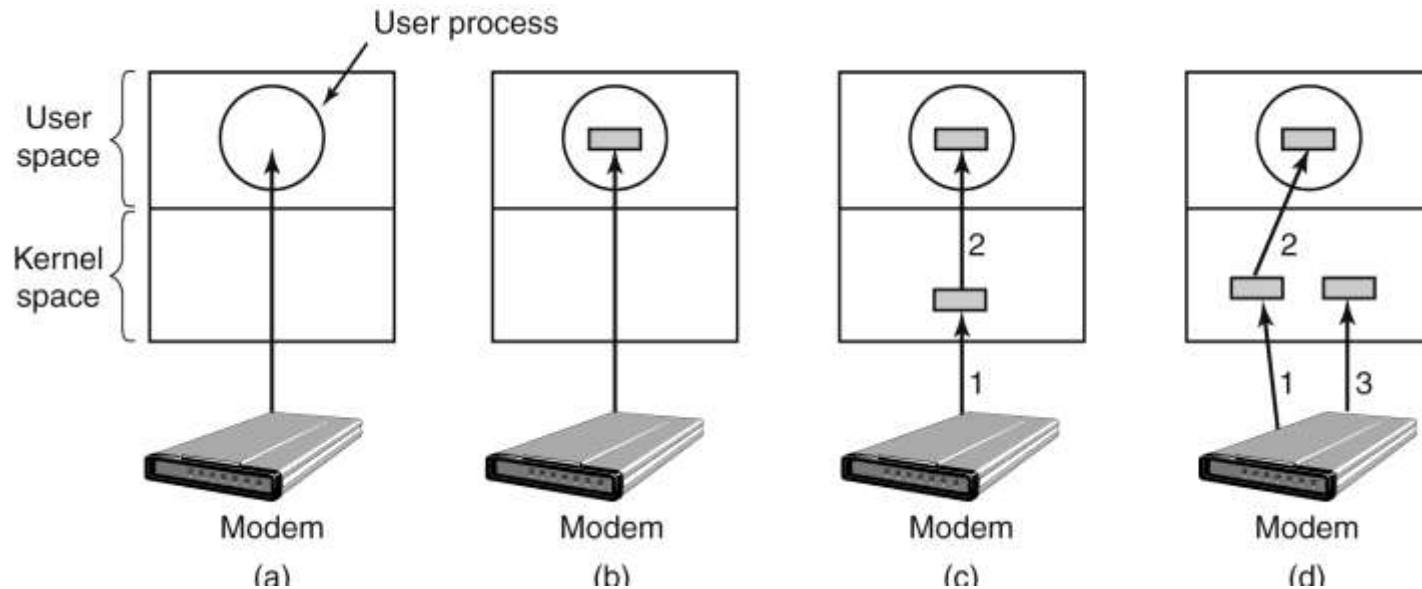 User process
User
space
Kernel
space
2
2
1
1
3
Modem
Modem
Modem
Modem
(a)
(b)
(c)
(d)